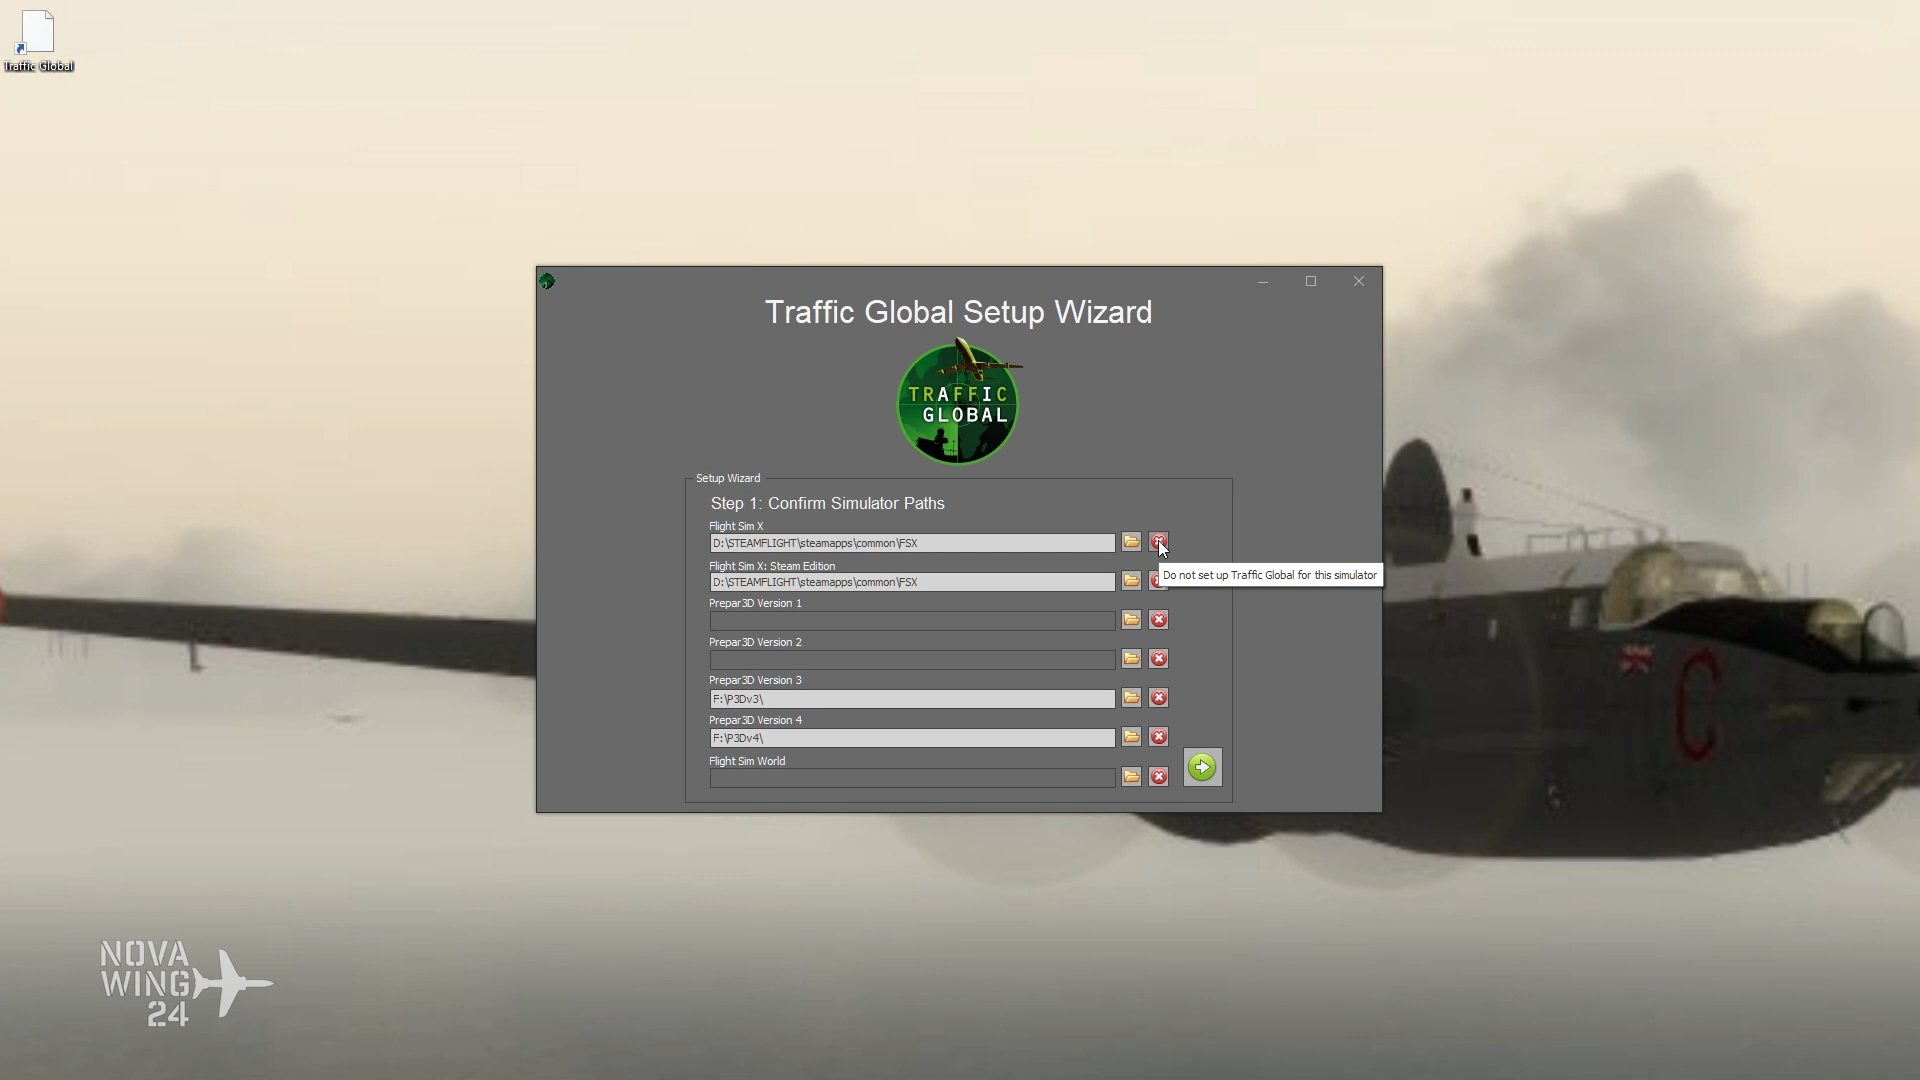 Traffic Global
Traffic Global Setup Wizard
TRAFFIC
GLOBAL
Setup Wizard
Step 1: Confirm Simulator Paths
Flight Sim X
D:\STEAMFLIGHT\steamapps\common\FSX
Do not set up Traffic Global for this simulator
Flight Sim X: Steam Edition
D:\STEAMFLIGHT\steamapps\common\FSX
Prepar3D Version 1
Prepar3D Version 2
Prepar3D Version 3
F:\P3Dv3\
Prepar3D Version 4
F:\P3Dv4\
Flight Sim World
C
NOVA
WING
24